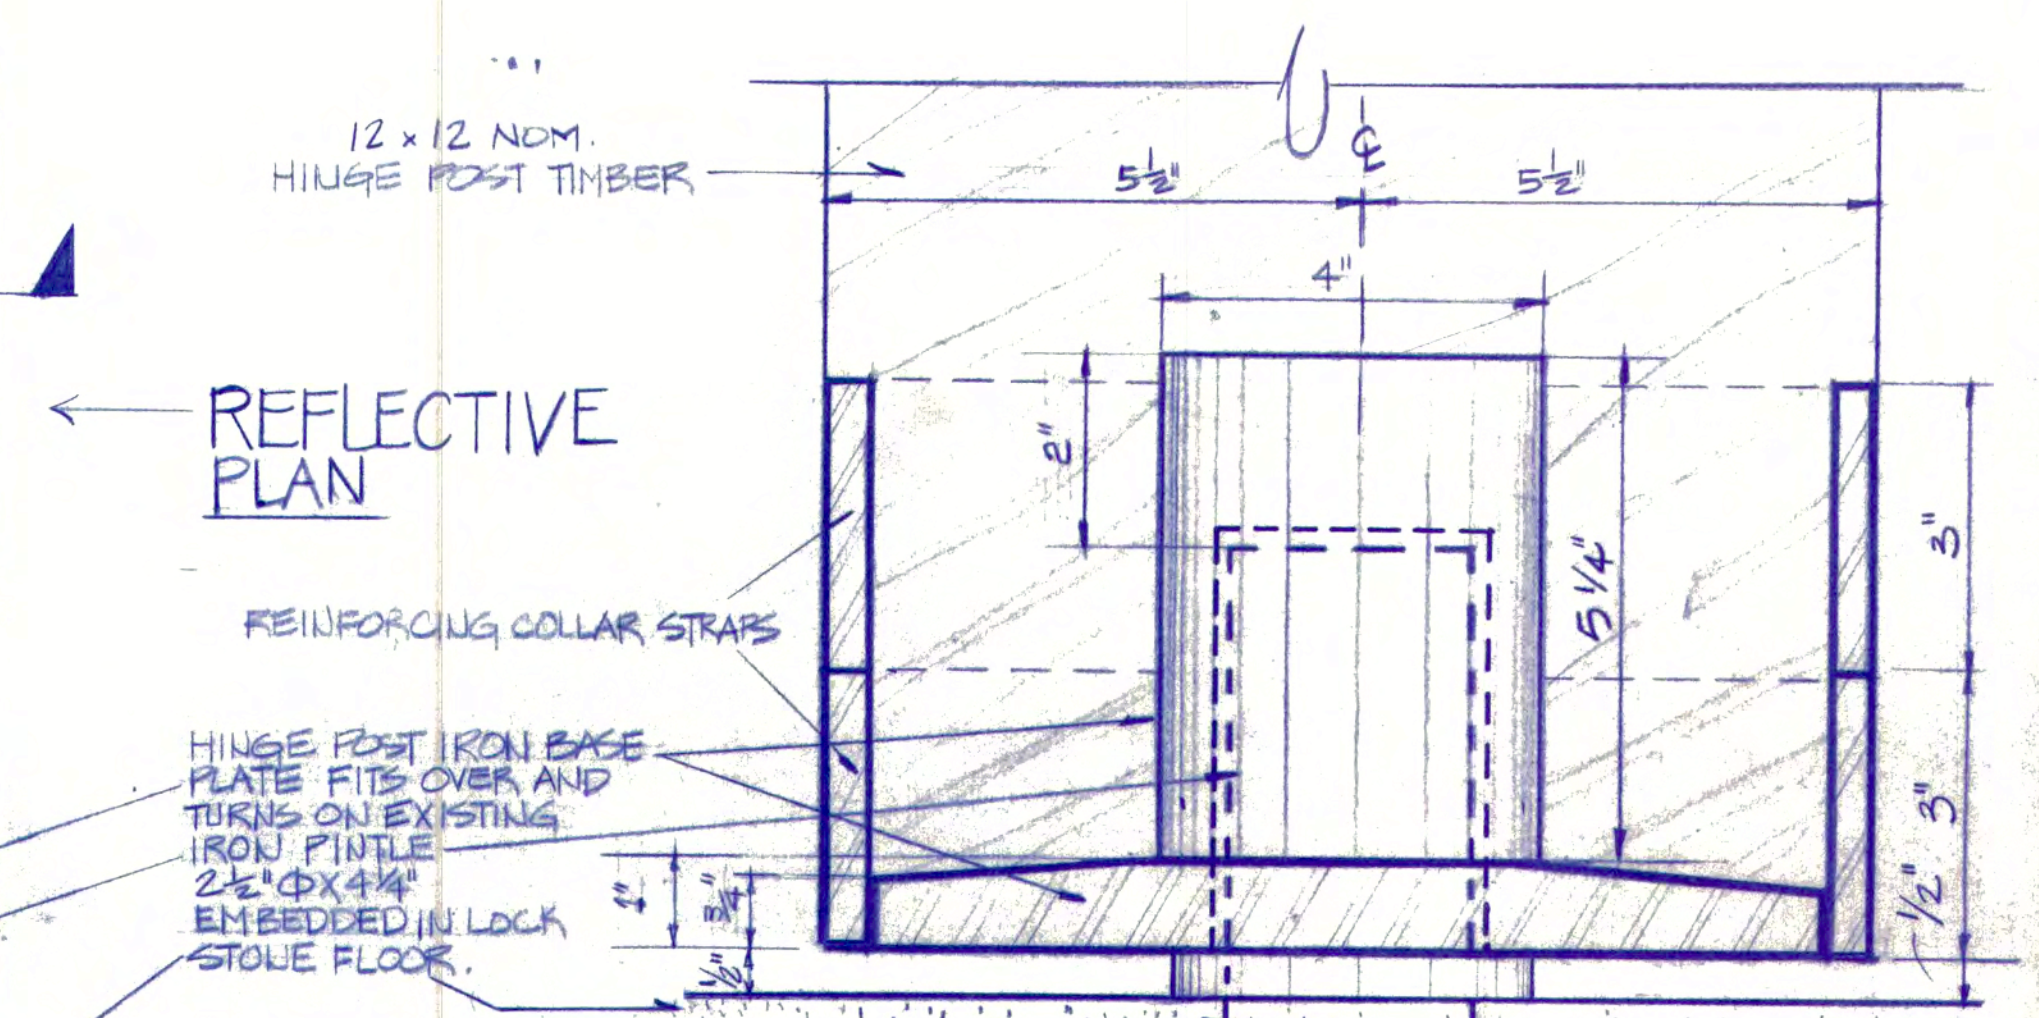 12 x 12 NOM.
HINGE POST TIMBER
REFLECTIVE
PLAN
REINFORCING COLLAR STRAPS
HINGE POST IRON BASE
PLATE FITS OVER AND
TURNS ON EXISTING
IRON PINTLE
2½"ΦX4¼"
EMBEDDED IN LOCK
STONE FLOOR.
℄
5½"
5½"
4"
2"
5¼"
3"
3"
½"
1"
¾"
½"